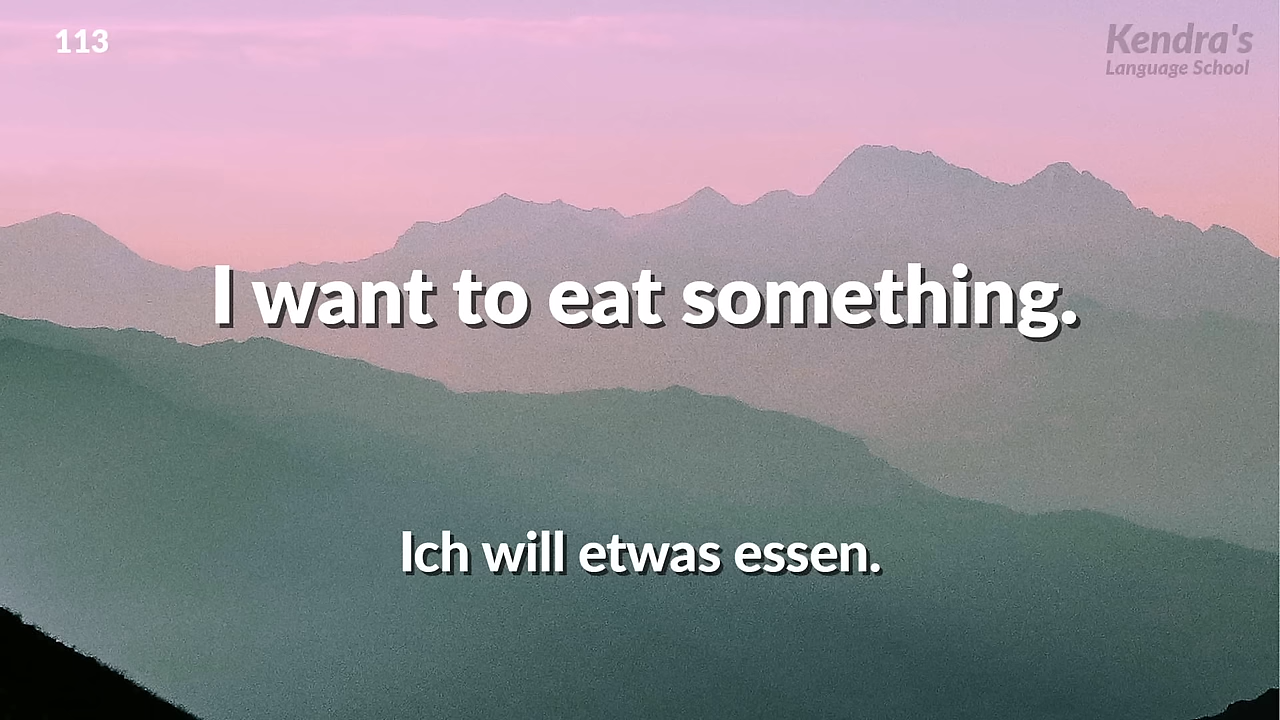 113
Kendra's
Language School
I want to eat something.
Ich will etwas essen.